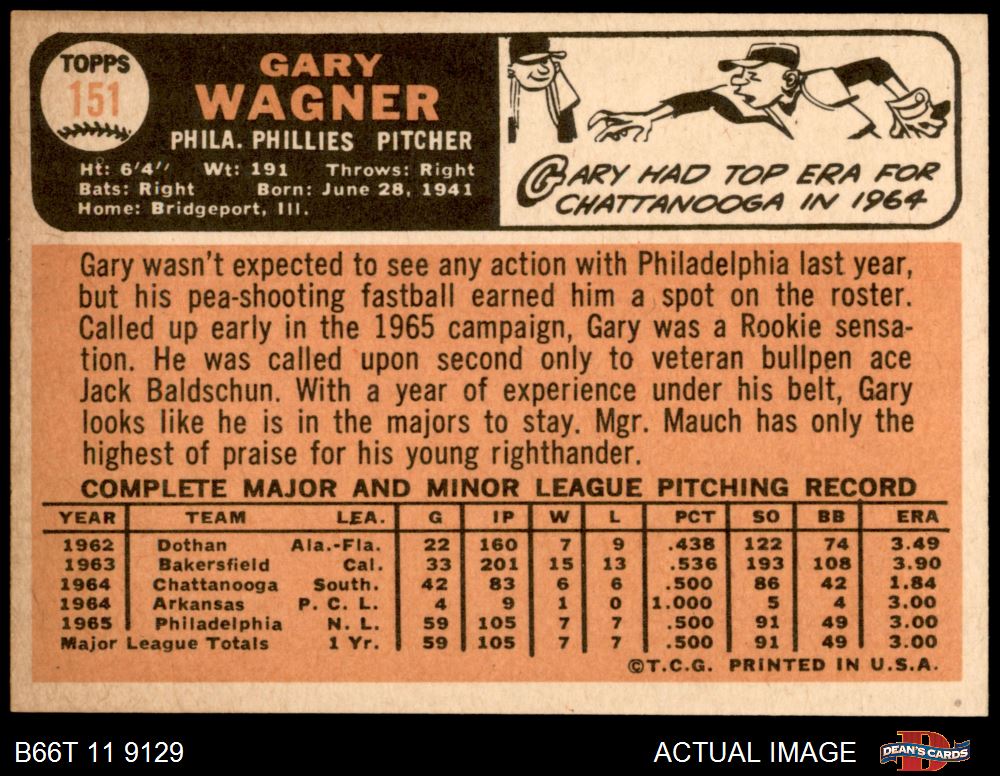 TOPPS
151
GARY
WAGNER
PHILA. PHILLIES PITCHER
Ht: 6'4" Wt: 191 Throws: Right
Bats: Right Born: June 28, 1941
Home: Bridgeport, Ill.
GARY HAD TOP ERA FOR
CHATTANOOGA IN 1964
Gary wasn't expected to see any action with Philadelphia last year,
but his pea-shooting fastball earned him a spot on the roster.
Called up early in the 1965 campaign, Gary was a Rookie sensa-
tion. He was called upon second only to veteran bullpen ace
Jack Baldschun. With a year of experience under his belt, Gary
looks like he is in the majors to stay. Mgr. Mauch has only the
highest of praise for his young righthander.
COMPLETE MAJOR AND MINOR LEAGUE PITCHING RECORD
YEAR TEAM LEA. G IP W L PCT SO BB ERA
1962 Dothan Ala.-Fla. 22 160 7 9 .438 122 74 3.49
1963 Bakersfield Cal. 33 201 15 13 .536 193 108 3.90
1964 Chattanooga South. 42 83 6 6 .500 86 42 1.84
1964 Arkansas P. C. L. 4 9 1 0 1.000 5 4 3.00
1965 Philadelphia N. L. 59 105 7 7 .500 91 49 3.00
Major League Totals 1 Yr. 59 105 7 7 .500 91 49 3.00
©T.C.G. PRINTED IN U.S.A.
B66T 11 9129 ACTUAL IMAGE DEAN'S CARDS